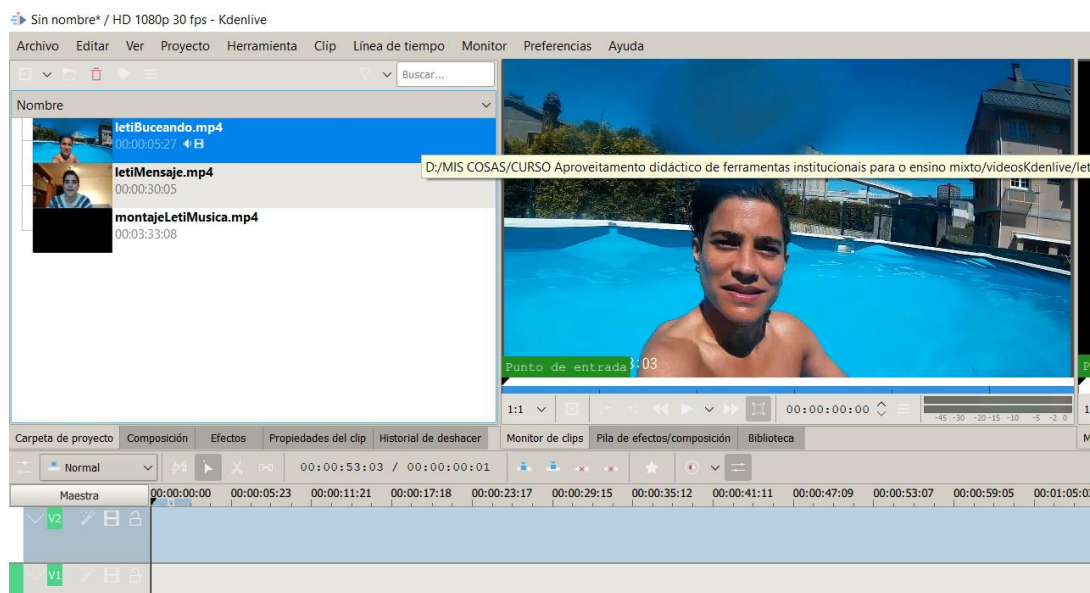 Sin nombre* / HD 1080p 30 fps - Kdenlive
Archivo Editar Ver Proyecto Herramienta Clip Línea de tiempo Monitor Preferencias Ayuda
Buscar...
Nombre
letiBuceando.mp4
00:00:05:27
letiMensaje.mp4
00:00:30:05
montajeLetiMusica.mp4
00:03:33:08
D:/MIS COSAS/CURSO Aproveitamento didáctico de ferramentas institucionais para o ensino mixto/videosKdenlive/let
Punto de entrada 3:03
P
1:1 00:00:00:00 -45 -30 -20 -15 -10 -5 -2 0 1
Carpeta de proyecto Composición Efectos Propiedades del clip Historial de deshacer Monitor de clips Pila de efectos/composición Biblioteca M
Normal 00:00:53:03 / 00:00:00:01
Maestra 00:00:00:00 00:00:05:23 00:00:11:21 00:00:17:18 00:00:23:17 00:00:29:15 00:00:35:12 00:00:41:11 00:00:47:09 00:00:53:07 00:00:59:05 00:01:05:0
V2
V1